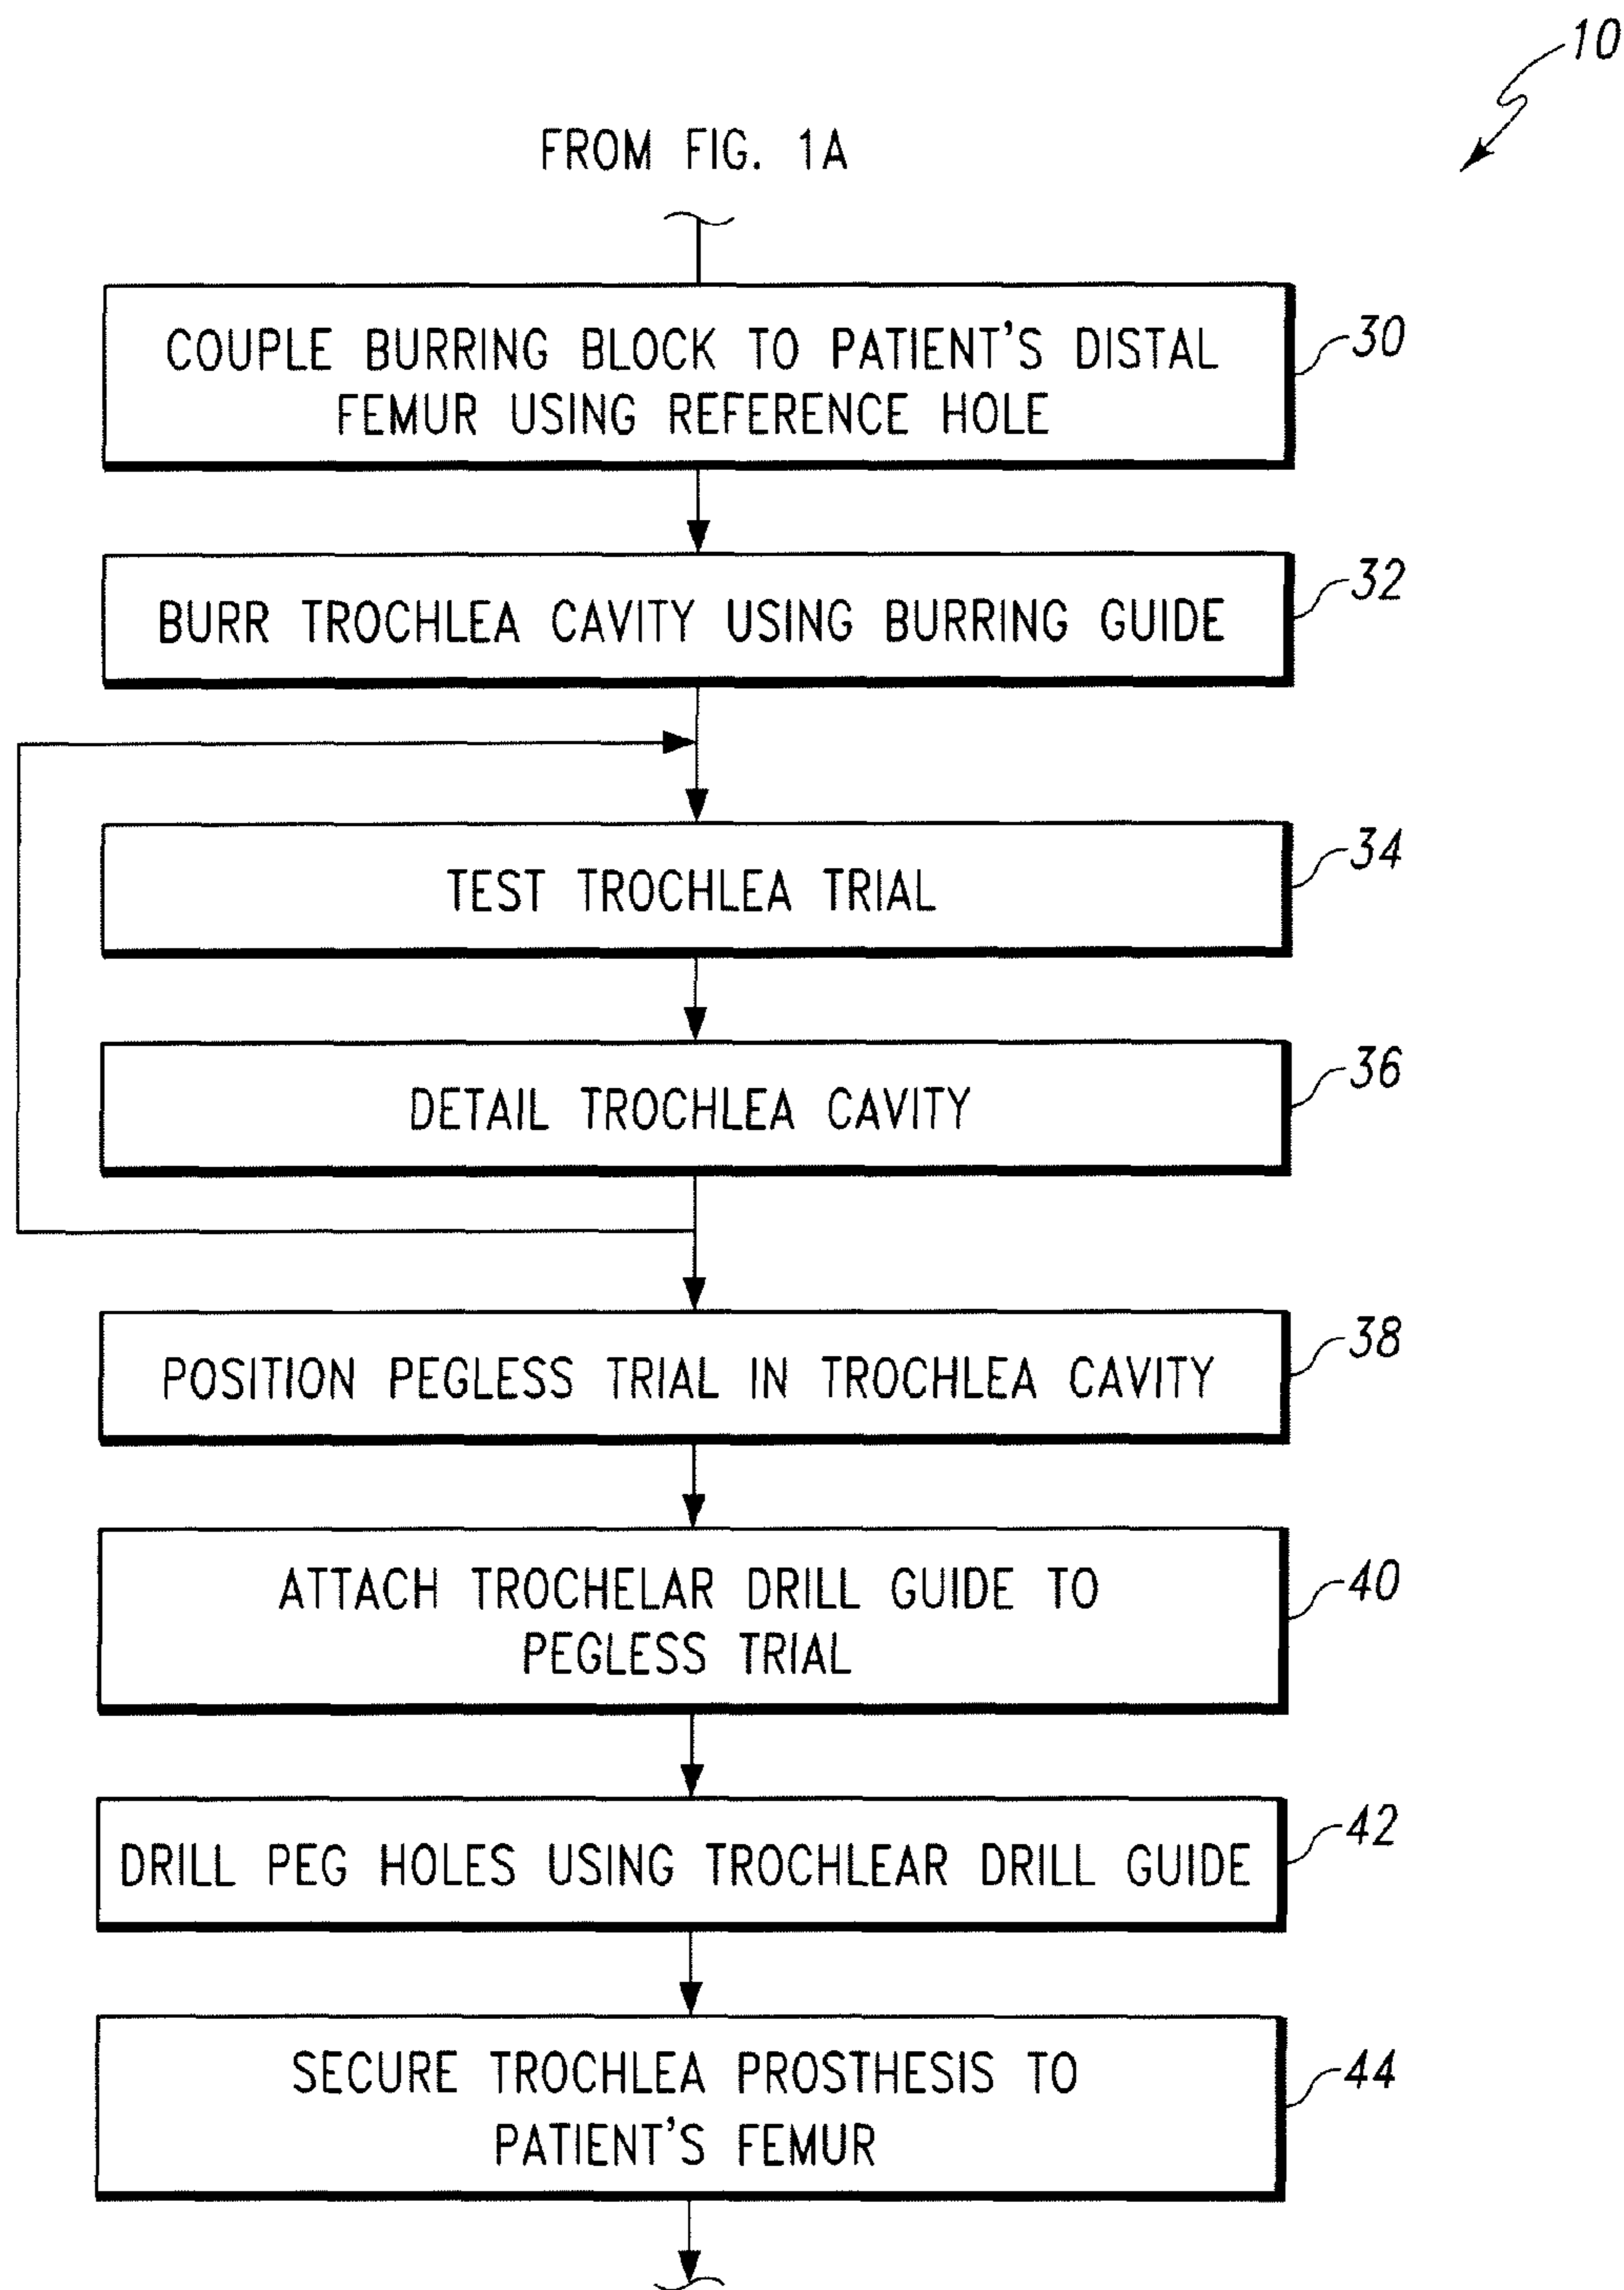 10
FROM FIG. 1A
COUPLE BURRING BLOCK TO PATIENT'S DISTAL
FEMUR USING REFERENCE HOLE
30
BURR TROCHLEA CAVITY USING BURRING GUIDE
32
TEST TROCHLEA TRIAL
34
DETAIL TROCHLEA CAVITY
36
POSITION PEGLESS TRIAL IN TROCHLEA CAVITY
38
ATTACH TROCHELAR DRILL GUIDE TO
PEGLESS TRIAL
40
DRILL PEG HOLES USING TROCHLEAR DRILL GUIDE
42
SECURE TROCHLEA PROSTHESIS TO
PATIENT'S FEMUR
44